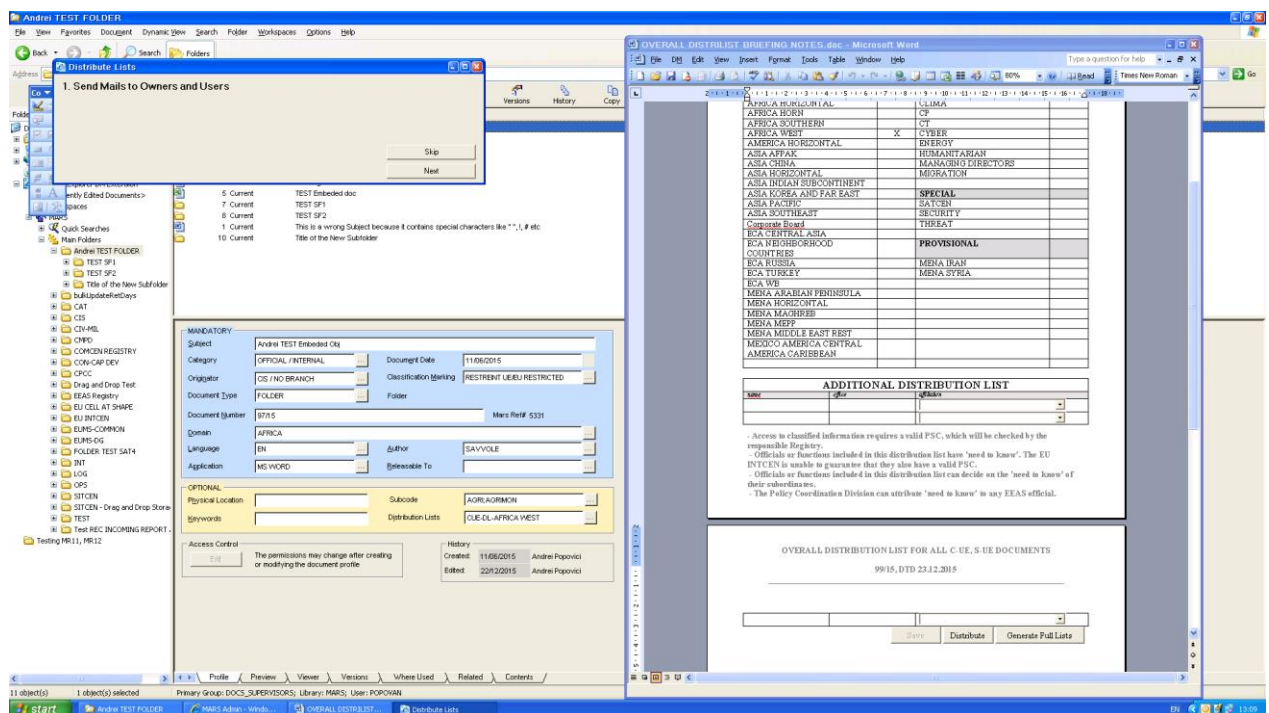 Andrei TEST FOLDER
File View Favorites Document Dynamic View Search Folder Workspaces Options Help
Back Search Folders
Address
Distribute Lists
1. Send Mails to Owners and Users
Skip
Next
Versions History Copy
5 Current TEST Embeded doc
7 Current TEST SF1
8 Current TEST SF2
1 Current This is a wrong Subject because it contains special characters like " ", !, # etc
10 Current Title of the New Subfolder
MARS
Quick Searches
Main Folders
Andrei TEST FOLDER
TEST SF1
TEST SF2
Title of the New Subfolder
bulkUpdateRetDays
CAT
CIS
CIV-MIL
CMPD
COMCEN REGISTRY
CON-CAP DEV
CPCC
Drag and Drop Test
EEAS Registry
EU CELL AT SHAPE
EU INTCEN
EUMS-COMMON
EUMS-DG
FOLDER TEST SAT4
INT
LOG
OPS
SITCEN
SITCEN - Drag and Drop Stora
TEST
Test REC INCOMING REPORT
Testing MR11, MR12
MANDATORY
Subject Andrei TEST Embeded Obj
Category OFFICIAL / INTERNAL Document Date 11/06/2015
Originator CIS / NO BRANCH Classification Marking RESTREINT UE/EU RESTRICTED
Document Type FOLDER Folder
Document Number 97/15 Mars Ref# 5331
Domain AFRICA
Language EN Author SAVVOLE
Application MS WORD Releasable To
OPTIONAL
Physical Location Subcode AGRI;AGRIMON
Keywords Distribution Lists CUE-DL-AFRICA WEST
Access Control
Edit The permissions may change after creating
or modifying the document profile
History
Created: 11/06/2015 Andrei Popovici
Edited: 22/12/2015 Andrei Popovici
Profile Preview Viewer Versions Where Used Related Contents
11 object(s) 1 object(s) selected Primary Group: DOCS_SUPERVISORS; Library: MARS; User: POPOVAN
OVERALL DISTRILIST BRIEFING NOTES.doc - Microsoft Word
File DM Edit View Insert Format Tools Table Window Help Type a question for help
80% Read Times New Roman Go
AFRICA HORIZONTAL CLIMA
AFRICA HORN CP
AFRICA SOUTHERN CT
AFRICA WEST X CYBER
AMERICA HORIZONTAL ENERGY
ASIA AFPAK HUMANITARIAN
ASIA CHINA MANAGING DIRECTORS
ASIA HORIZONTAL MIGRATION
ASIA INDIAN SUBCONTINENT
ASIA KOREA AND FAR EAST SPECIAL
ASIA PACIFIC SATCEN
ASIA SOUTHEAST SECURITY
Corporate Board THREAT
ECA CENTRAL ASIA
ECA NEIGHBORHOOD PROVISIONAL
COUNTRIES
ECA RUSSIA MENA IRAN
ECA TURKEY MENA SYRIA
ECA WB
MENA ARABIAN PENINSULA
MENA HORIZONTAL
MENA MAGHREB
MENA MEPP
MENA MIDDLE EAST REST
MEXICO AMERICA CENTRAL
AMERICA CARIBBEAN
ADDITIONAL DISTRIBUTION LIST
name office affiliation
- Access to classified information requires a valid PSC, which will be checked by the
responsible Registry.
- Officials or functions included in this distribution list have 'need to know'. The EU
INTCEN is unable to guarantee that they also have a valid PSC.
- Officials or functions included in this distribution list can decide on the 'need to know' of
their subordinates.
- The Policy Coordination Division can attribute 'need to know' to any EEAS official.
OVERALL DISTRIBUTION LIST FOR ALL C-UE, S-UE DOCUMENTS
99/15, DTD 23.12.2015
Save Distribute Generate Full Lists
start Andrei TEST FOLDER MARS Admin - Windo... OVERALL DISTRILIST... Distribute Lists EN 13:09